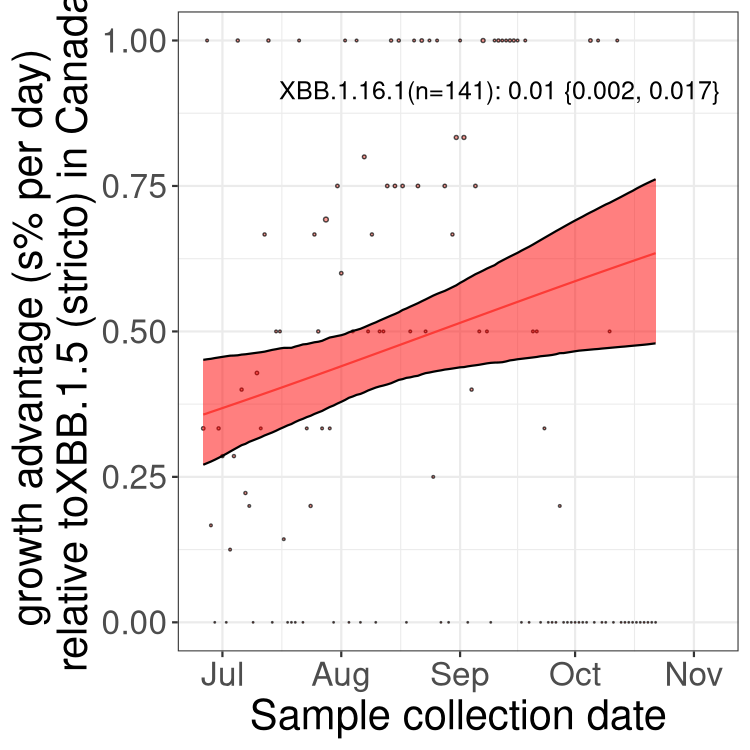 growth advantage (s% per day)
relative toXBB.1.5 (stricto) in Canada
1.00
0.75
0.50
0.25
0.00
XBB.1.16.1(n=141): 0.01 {0.002, 0.017}
Jul Aug Sep Oct Nov
Sample collection date